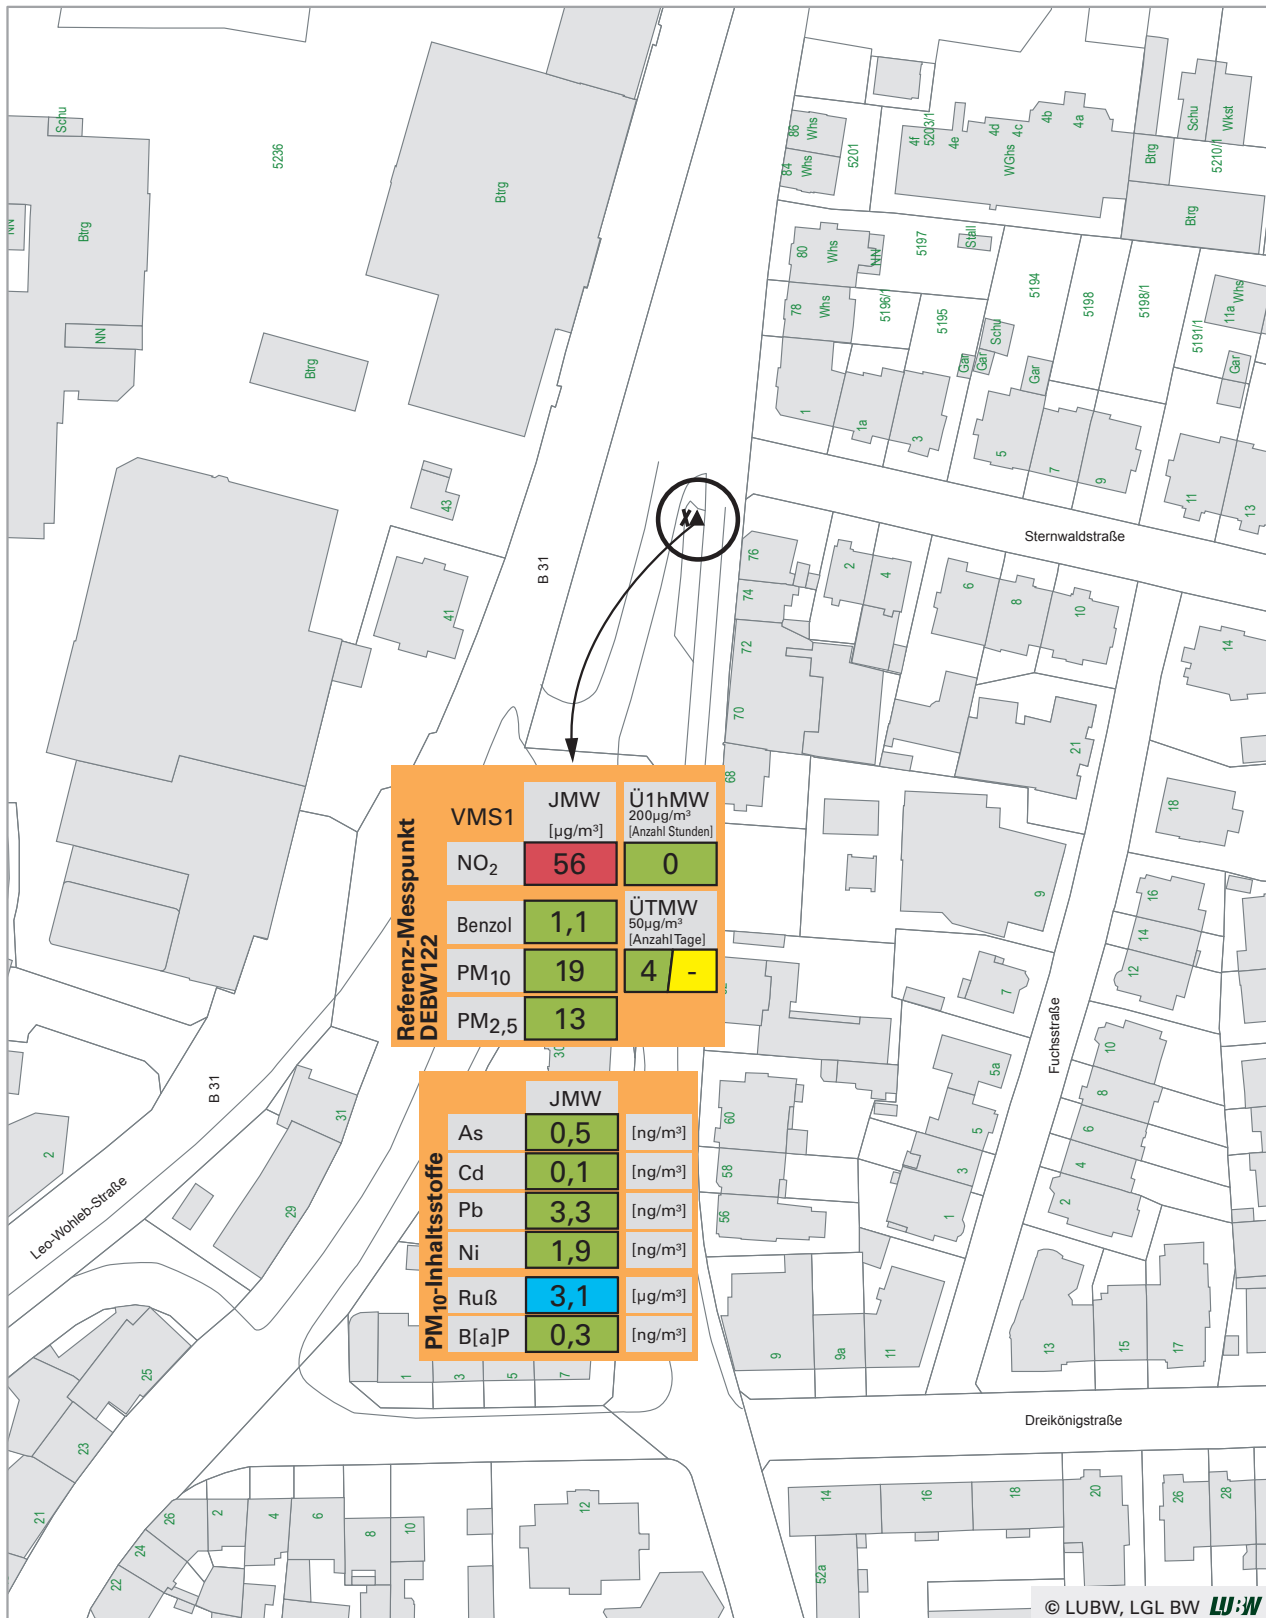 Schu
5236
Btrg
Btrg
NN
NN
Btrg
43
41
B 31
86
Whs
84
Whs
5201
4f
5203/1
4e
4d
4c
4b
4a
WGhs
Btrg
Schu
Wkst
5210/1
Btrg
80
Whs
NN
5197
Stall
78
Whs
5196/1
5195
5194
5198
5198/1
5191/1
11a
Whs
Schu
Gar
Gar
Gar
Gar
1
1a
3
5
7
9
11
13
Sternwaldstraße
76
74
72
70
68
2
4
6
8
10
14
21
18
9
16
14
12
7
Fuchsstraße
10
8
6
4
2
5a
5
3
1
Referenz-Messpunkt
DEBW122
VMS1
JMW
[µg/m³]
Ü1hMW
200µg/m³
[Anzahl Stunden]
NO2 56 0
Benzol 1,1
ÜTMW
50µg/m³
[Anzahl Tage]
PM10 19 4 -
PM2,5 13
30
PM10-Inhaltsstoffe
JMW
As 0,5 [ng/m³]
Cd 0,1 [ng/m³]
Pb 3,3 [ng/m³]
Ni 1,9 [ng/m³]
Ruß 3,1 [µg/m³]
B[a]P 0,3 [ng/m³]
60
58
56
B 31
2
31
29
Leo-Wohleb-Straße
25
23
21
1
3
5
7
9
9a
11
13
15
17
Dreikönigstraße
26
24
22
2
4
6
8
10
12
14
16
18
20
26
28
52a
© LUBW, LGL BW LUBW